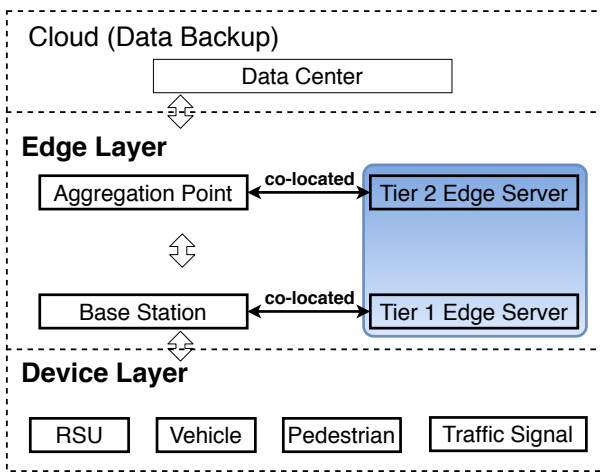 Cloud (Data Backup)
Data Center
Edge Layer
Aggregation Point
co-located
Tier 2 Edge Server
Base Station
co-located
Tier 1 Edge Server
Device Layer
RSU
Vehicle
Pedestrian
Traffic Signal